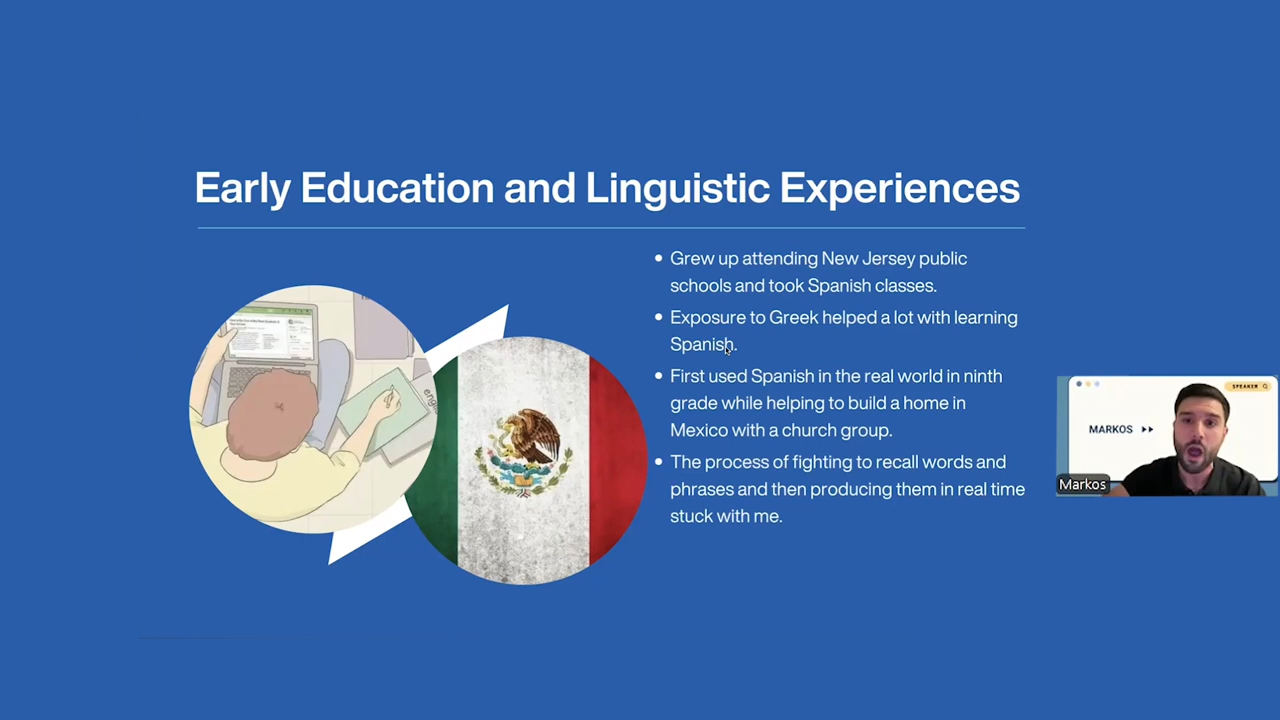 Early Education and Linguistic Experiences
• Grew up attending New Jersey public
schools and took Spanish classes.
• Exposure to Greek helped a lot with learning
Spanish.
• First used Spanish in the real world in ninth
grade while helping to build a home in
Mexico with a church group.
• The process of fighting to recall words and
phrases and then producing them in real time
stuck with me.
SPEAKER
MARKOS
Markos